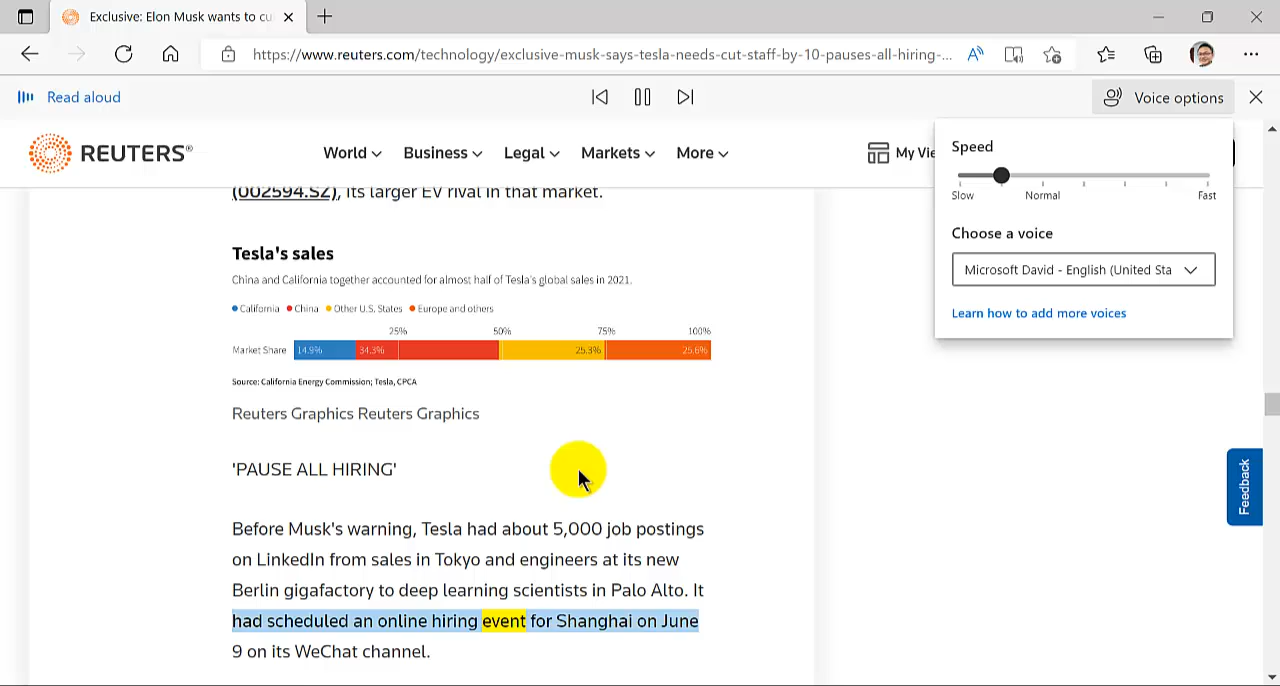 Exclusive: Elon Musk wants to cu
https://www.reuters.com/technology/exclusive-musk-says-tesla-needs-cut-staff-by-10-pauses-all-hiring-...
Read aloud
Voice options
REUTERS®
World
Business
Legal
Markets
More
My Vie
Speed
Slow
Normal
Fast
Choose a voice
Microsoft David - English (United Sta
Learn how to add more voices
(002594.SZ), its larger EV rival in that market.
Tesla's sales
China and California together accounted for almost half of Tesla's global sales in 2021.
California China Other U.S. States Europe and others
25% 50% 75% 100%
Market Share 14.9% 34.3% 25.3% 25.6%
Source: California Energy Commission; Tesla, CPCA
Reuters Graphics Reuters Graphics
'PAUSE ALL HIRING'
Before Musk's warning, Tesla had about 5,000 job postings
on LinkedIn from sales in Tokyo and engineers at its new
Berlin gigafactory to deep learning scientists in Palo Alto. It
had scheduled an online hiring event for Shanghai on June
9 on its WeChat channel.
Feedback